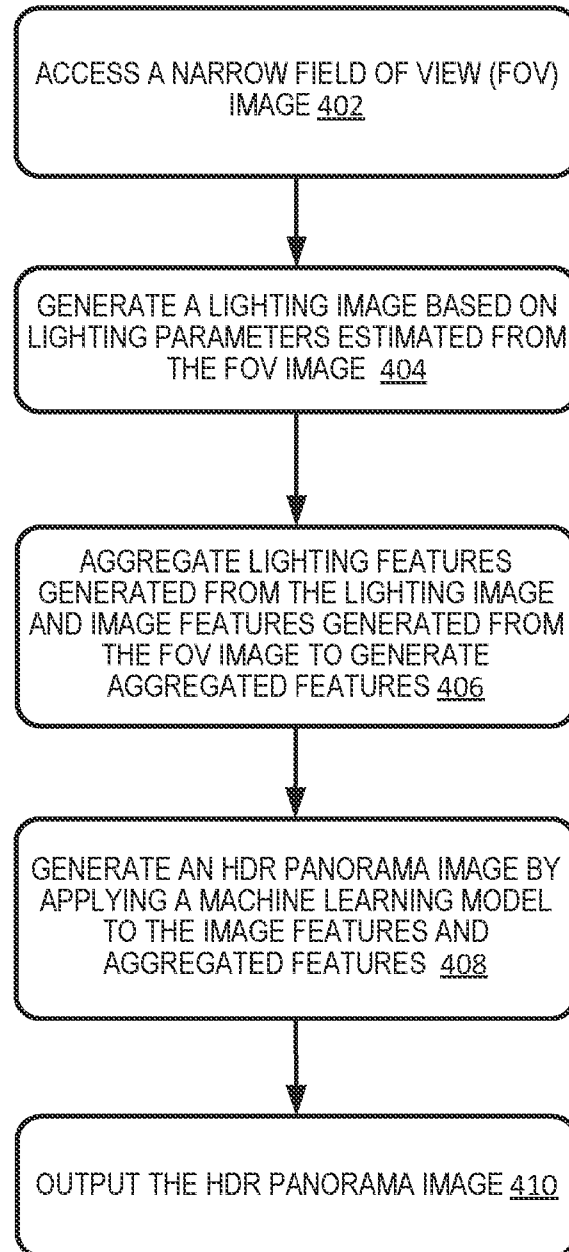 ACCESS A NARROW FIELD OF VIEW (FOV)
IMAGE 402
GENERATE A LIGHTING IMAGE BASED ON
LIGHTING PARAMETERS ESTIMATED FROM
THE FOV IMAGE 404
AGGREGATE LIGHTING FEATURES
GENERATED FROM THE LIGHTING IMAGE
AND IMAGE FEATURES GENERATED FROM
THE FOV IMAGE TO GENERATE
AGGREGATED FEATURES 406
GENERATE AN HDR PANORAMA IMAGE BY
APPLYING A MACHINE LEARNING MODEL
TO THE IMAGE FEATURES AND
AGGREGATED FEATURES 408
OUTPUT THE HDR PANORAMA IMAGE 410